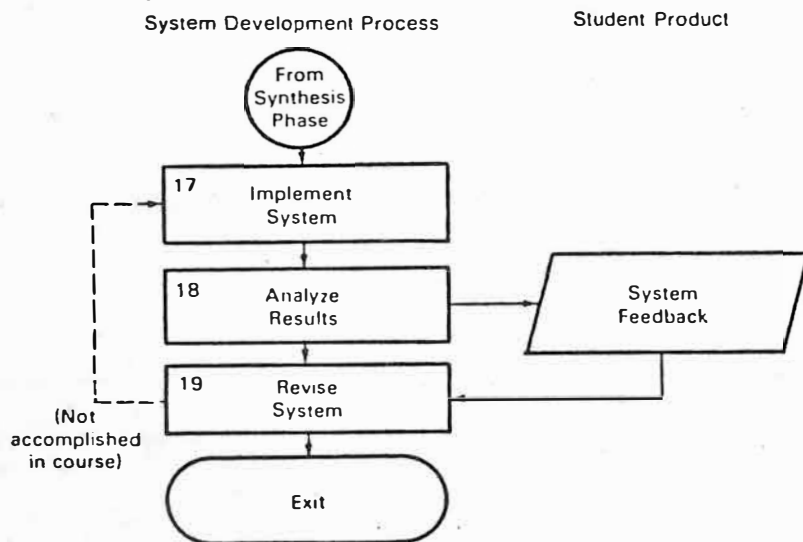 System Development Process
Student Product
From
Synthesis
Phase
17
Implement
System
18
Analyze
Results
System
Feedback
19
Revise
System
(Not
accomplished
in course)
Exit